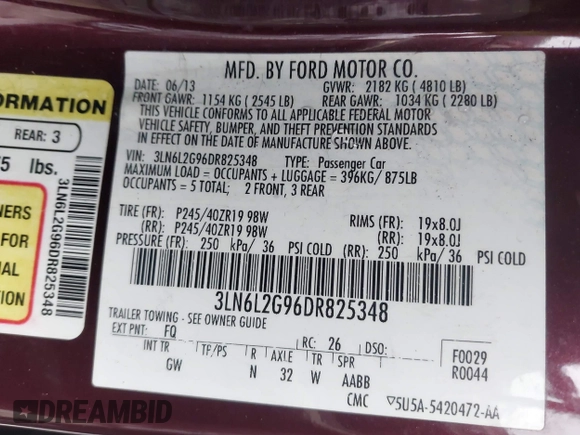 ORMATION
REAR: 3
75 lbs.
NERS
FOR
NAL
TION
3LN6L2G96DR825348
MFD. BY FORD MOTOR CO.
DATE: 06/13 GVWR: 2182 KG ( 4810 LB)
FRONT GAWR: 1154 KG ( 2545 LB) REAR GAWR: 1034 KG ( 2280 LB)
THIS VEHICLE CONFORMS TO ALL APPLICABLE FEDERAL MOTOR
VEHICLE SAFETY, BUMPER, AND THEFT PREVENTION STANDARDS
IN EFFECT ON THE DATE OF MANUFACTURE SHOWN ABOVE.
VIN: 3LN6L2G96DR825348 TYPE: Passenger Car
MAXIMUM LOAD = OCCUPANTS + LUGGAGE = 396KG/ 875LB
OCCUPANTS = 5 TOTAL; 2 FRONT, 3 REAR
TIRE (FR): P245/40ZR19 98W RIMS (FR): 19x8.0J
(RR): P245/40ZR19 98W (RR): 19x8.0J
PRESSURE (FR): 250 kPa/ 36 PSI COLD (RR): 250 kPa/ 36 PSI COLD
3LN6L2G96DR825348
TRAILER TOWING - SEE OWNER GUIDE
EXT PNT: FQ RC: 26 DSO: F0029
INT TR TP/PS R AXLE TR SPR R0044
GW N 32 W AABB
CMC ▽5U5A-5420472-AA
DREAMBID